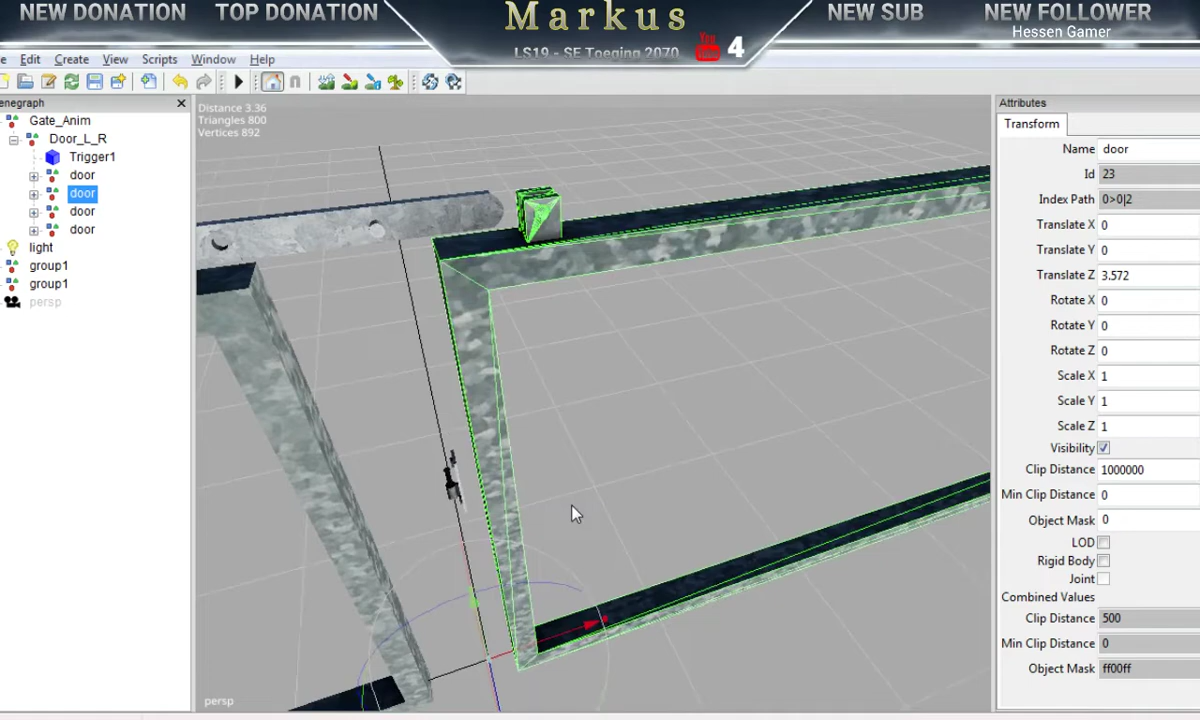 NEW DONATION
TOP DONATION
Markus
LS19 - SE Toeging 2070
You Tube
4
NEW SUB
NEW FOLLOWER
Hessen Gamer
e Edit Create View Scripts Window Help
enegraph
Gate_Anim
Door_L_R
Trigger1
door
door
door
door
light
group1
group1
persp
Distance 3.36
Triangles 800
Vertices 892
persp
Attributes
Transform
Name door
Id 23
Index Path 0>0|2
Translate X 0
Translate Y 0
Translate Z 3.572
Rotate X 0
Rotate Y 0
Rotate Z 0
Scale X 1
Scale Y 1
Scale Z 1
Visibility
Clip Distance 1000000
Min Clip Distance 0
Object Mask 0
LOD
Rigid Body
Joint
Combined Values
Clip Distance 500
Min Clip Distance 0
Object Mask ff00ff